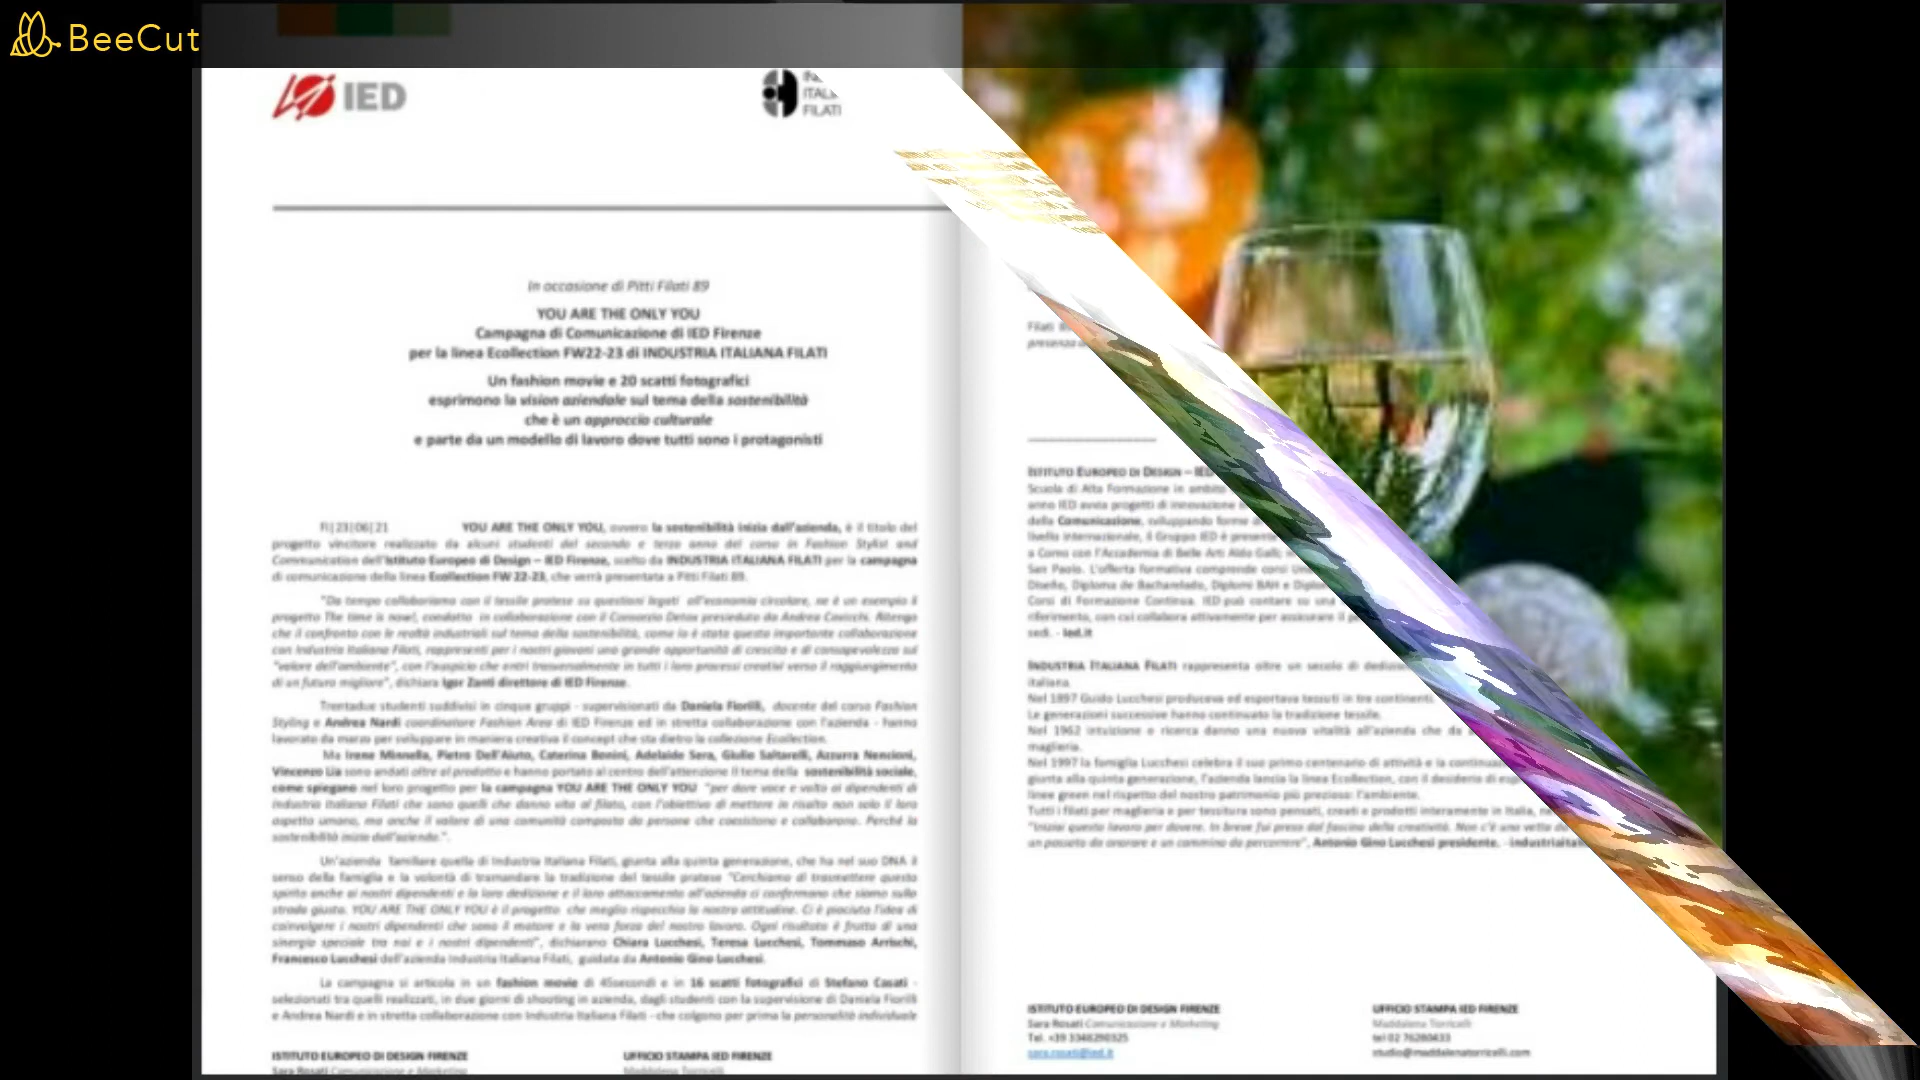 BeeCut
IED
ITAL
FILATI
In occasione di Pitti Filati 89
YOU ARE THE ONLY YOU
Campagna di Comunicazione di IED Firenze
per la linea Ecollection FW22-23 di INDUSTRIA ITALIANA FILATI
Un fashion movie e 20 scatti fotografici
esprimono la vision aziendale sul tema della sostenibilità
che è un approccio culturale
e parte da un modello di lavoro dove tutti sono i protagonisti
FI|23|06|21 YOU ARE THE ONLY YOU, ovvero la sostenibilità inizia dall'azienda, è il titolo del
progetto vincitore realizzato da alcuni studenti del secondo e terzo anno del corso in Fashion Stylist and
Communication dell'Istituto Europeo di Design – IED Firenze, scelto da INDUSTRIA ITALIANA FILATI per la campagna
di comunicazione della linea Ecollection FW 22-23, che verrà presentata a Pitti Filati 89.
"Da tempo collaboriamo con il tessile pratese su questioni legati all'economia circolare, ne è un esempio il
progetto The time is now!, condotto in collaborazione con il Consorzio Detox presieduto da Andrea Cavicchi. Ritengo
che il confronto con le realtà industriali sul tema della sostenibilità, come lo è stata questa importante collaborazione
con Industria Italiana Filati, rappresenti per i nostri giovani una grande opportunità di crescita e di consapevolezza sul
"valore dell'ambiente", con l'auspicio che entri trasversalmente in tutti i loro processi creativi verso il raggiungimento
di un futuro migliore", dichiara Igor Zanti direttore di IED Firenze.
Trentadue studenti suddivisi in cinque gruppi - supervisionati da Daniela Fiorilli, docente del corso Fashion
Styling e Andrea Nardi coordinatore Fashion Area di IED Firenze ed in stretta collaborazione con l'azienda - hanno
lavorato da marzo per sviluppare in maniera creativa il concept che sta dietro la collezione Ecollection.
Ma Irene Minnella, Pietro Dell'Aiuto, Caterina Bonini, Adelaide Sera, Giulio Saltarelli, Azzurra Nencioni,
Vincenzo Lia sono andati oltre al prodotto e hanno portato al centro dell'attenzione il tema della sostenibilità sociale,
come spiegano nel loro progetto per la campagna YOU ARE THE ONLY YOU "per dare voce e volto ai dipendenti di
Industria Italiana Filati che sono quelli che danno vita al filato, con l'obiettivo di mettere in risalto non solo il loro
aspetto umano, ma anche il valore di una comunità composta da persone che coesistono e collaborano. Perché la
sostenibilità inizia dall'azienda.".
Un'azienda familiare quella di Industria Italiana Filati, giunta alla quinta generazione, che ha nel suo DNA il
senso della famiglia e la volontà di tramandare la tradizione del tessile pratese "Cerchiamo di trasmettere questo
spirito anche ai nostri dipendenti e la loro dedizione e il loro attaccamento all'azienda ci confermano che siamo sulla
strada giusta. YOU ARE THE ONLY YOU è il progetto che meglio rispecchia la nostra attitudine. Ci è piaciuta l'idea di
coinvolgere i nostri dipendenti che sono il motore e la vera forza del nostro lavoro. Ogni risultato è frutto di una
sinergia speciale tra noi e i nostri dipendenti", dichiarano Chiara Lucchesi, Teresa Lucchesi, Tommaso Arrischi,
Francesco Lucchesi dell'azienda Industria Italiana Filati, guidata da Antonio Gino Lucchesi.
La campagna si articola in un fashion movie di 45secondi e in 16 scatti fotografici di Stefano Casati -
selezionati tra quelli realizzati, in due giorni di shooting in azienda, dagli studenti con la supervisione di Daniela Fiorilli
e Andrea Nardi e in stretta collaborazione con Industria Italiana Filati - che colgono per prima la personalità individuale
ISTITUTO EUROPEO DI DESIGN FIRENZE UFFICIO STAMPA IED FIRENZE
Sara Rosati Comunicazione e Marketing Maddalena Torricelli
Filati
presenza
ISTITUTO EUROPEO DI DESIGN – IED
Scuola di Alta Formazione in ambito
anno IED avvia progetti di innovazione
della Comunicazione, sviluppando forme
livello internazionale, il Gruppo IED è presente
a Como con l'Accademia di Belle Arti Aldo Galli;
San Paolo. L'offerta formativa comprende corsi
Diseño, Diploma de Bacharelado, Diplomi BAH e
Corsi di Formazione Continua. IED può contare su una
riferimento, con cui collabora attivamente per assicurare il
sedi. - ied.it
INDUSTRIA ITALIANA FILATI rappresenta oltre un secolo di
italiana.
Nel 1897 Guido Lucchesi produceva ed esportava tessuti in tre continenti.
Le generazioni successive hanno continuato la tradizione tessile.
Nel 1962 intuizione e ricerca danno una nuova vitalità all'azienda che da
maglieria.
Nel 1997 la famiglia Lucchesi celebra il suo primo centenario di attività e la
giunta alla quinta generazione, l'azienda lancia la linea Ecollection, con il desiderio di
linee green nel rispetto del nostro patrimonio più prezioso: l'ambiente.
Tutti i filati per maglieria e per tessitura sono pensati, creati e prodotti interamente in Italia,
"Iniziai questo lavoro per dovere. In breve fui preso dal fascino della creatività. Non c'è una vetta
un passato da onorare e un cammino da percorrere", Antonio Gino Lucchesi presidente.
ISTITUTO EUROPEO DI DESIGN FIRENZE UFFICIO STAMPA IED FIRENZE
Sara Rosati Comunicazione e Marketing Maddalena Torricelli
Tel. +39 3346290325 tel 02 76280433
sara.rosati@ied.it studio@maddalenatorricelli.com